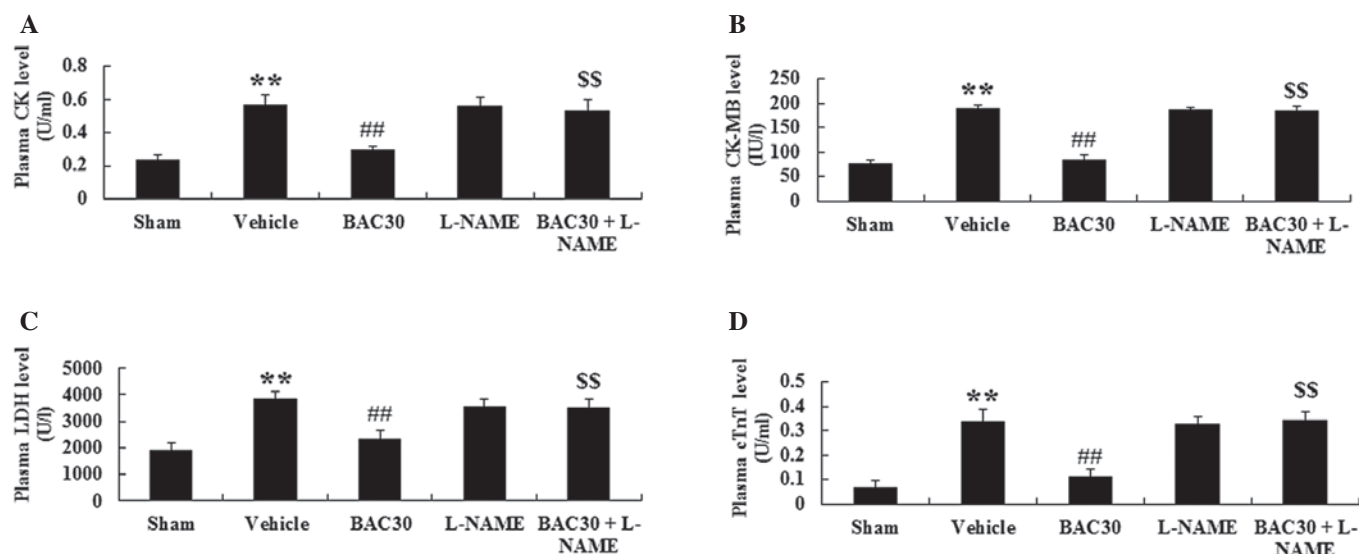 A
Plasma CK level
(U/ml)
0.8
0.6
0.4
0.2
0
**
##
$$
Sham
Vehicle
BAC30
L-NAME
BAC30 + L-
NAME
B
Plasma CK-MB level
(IU/l)
250
200
150
100
50
0
**
##
$$
Sham
Vehicle
BAC30
L-NAME
BAC30 + L-
NAME
C
Plasma LDH level
(U/l)
5000
4000
3000
2000
1000
0
**
##
$$
Sham
Vehicle
BAC30
L-NAME
BAC30 + L-
NAME
D
Plasma cTnT level
(U/ml)
0.5
0.4
0.3
0.2
0.1
0
**
##
$$
Sham
Vehicle
BAC30
L-NAME
BAC30 + L-
NAME